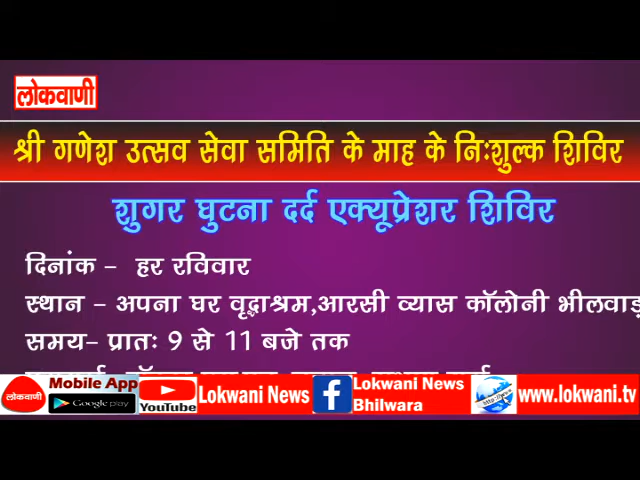 लोकवाणी
श्री गणेश उत्सव सेवा समिति के माह के निःशुल्क शिविर
शुगर घुटना दर्द एक्यूप्रेशर शिविर
दिनांक – हर रविवार
स्थान – अपना घर वृद्धाश्रम,आरसी व्यास कॉलोनी भीलवाड़
समय– प्रातः 9 से 11 बजे तक
लोकवाणी
Mobile App
Google play
YouTube
Lokwani News
Lokwani News
Bhilwara
www.lokwani.tv